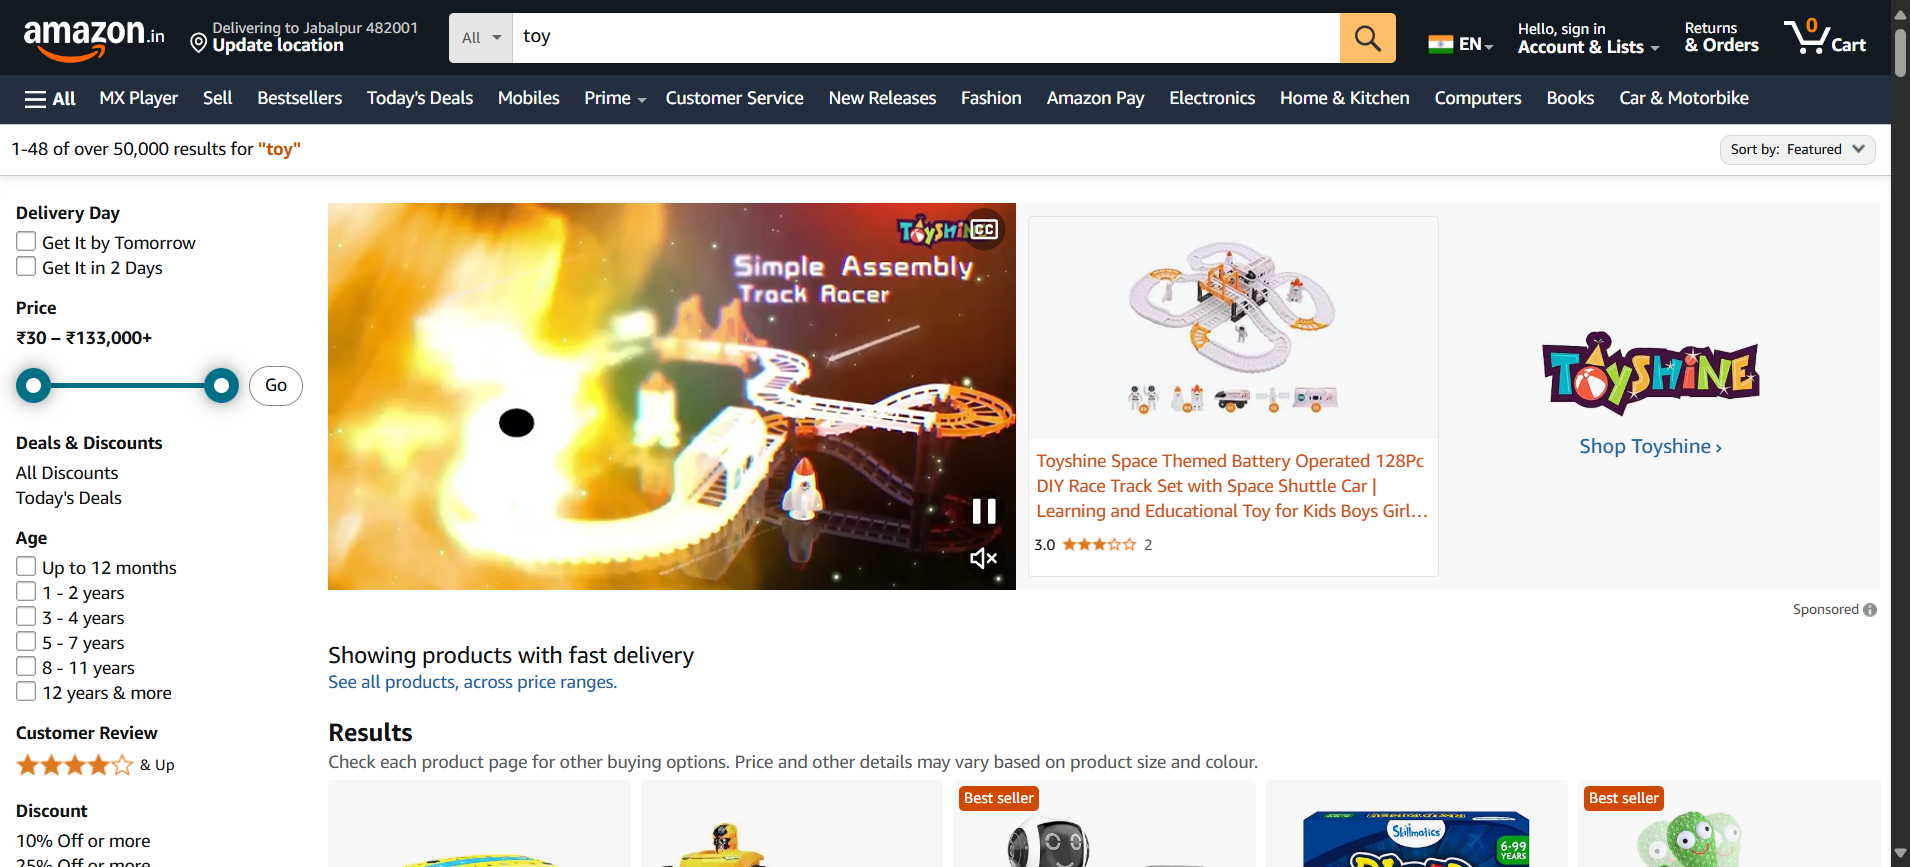 amazon.in
Delivering to Jabalpur 482001
Update location
All
toy
EN
Hello, sign in
Account & Lists
Returns
& Orders
0
Cart
All
MX Player
Sell
Bestsellers
Today's Deals
Mobiles
Prime
Customer Service
New Releases
Fashion
Amazon Pay
Electronics
Home & Kitchen
Computers
Books
Car & Motorbike
1-48 of over 50,000 results for "toy"
Sort by: Featured
Delivery Day
Get It by Tomorrow
Get It in 2 Days
Price
₹30 – ₹133,000+
Go
Deals & Discounts
All Discounts
Today's Deals
Age
Up to 12 months
1 - 2 years
3 - 4 years
5 - 7 years
8 - 11 years
12 years & more
Customer Review
& Up
Discount
10% Off or more
25% Off or more
CC
Simple Assembly
Track Racer
Toyshine Space Themed Battery Operated 128Pc
DIY Race Track Set with Space Shuttle Car |
Learning and Educational Toy for Kids Boys Girl…
3.0
2
TOYSHINE
Shop Toyshine ›
Sponsored
Showing products with fast delivery
See all products, across price ranges.
Results
Check each product page for other buying options. Price and other details may vary based on product size and colour.
Best seller
Skillmatics
6-99
YEARS
Best seller